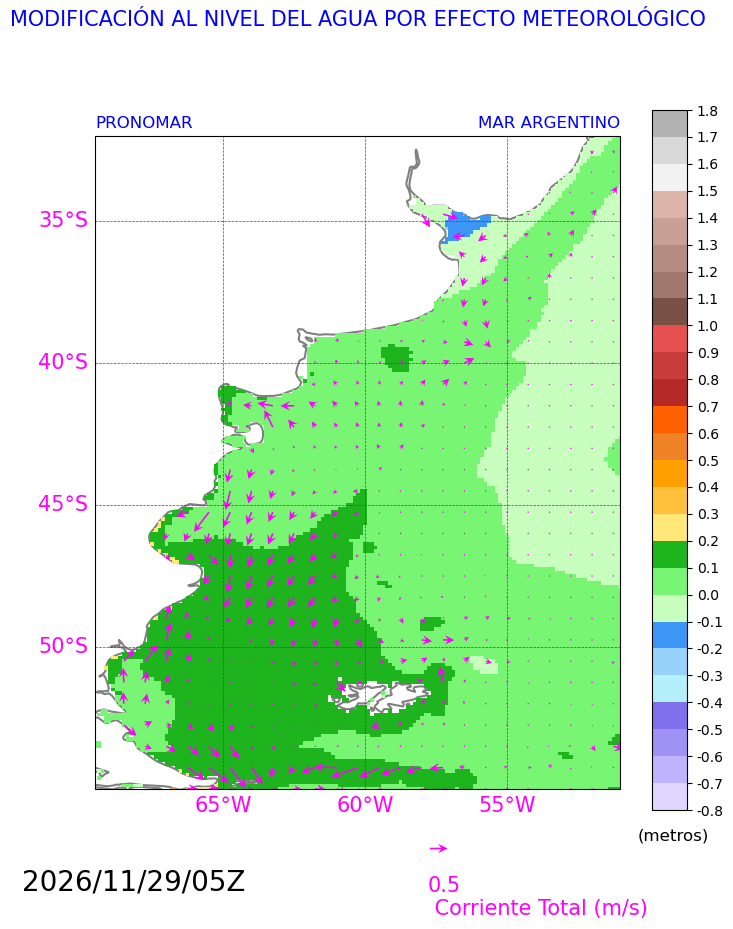 MODIFICACIÓN AL NIVEL DEL AGUA POR EFECTO METEOROLÓGICO
PRONOMAR MAR ARGENTINO
35°S
40°S
45°S
50°S
65°W 60°W 55°W
1.8
1.7
1.6
1.5
1.4
1.3
1.2
1.1
1.0
0.9
0.8
0.7
0.6
0.5
0.4
0.3
0.2
0.1
0.0
-0.1
-0.2
-0.3
-0.4
-0.5
-0.6
-0.7
-0.8
(metros)
2026/11/29/05Z
0.5
Corriente Total (m/s)